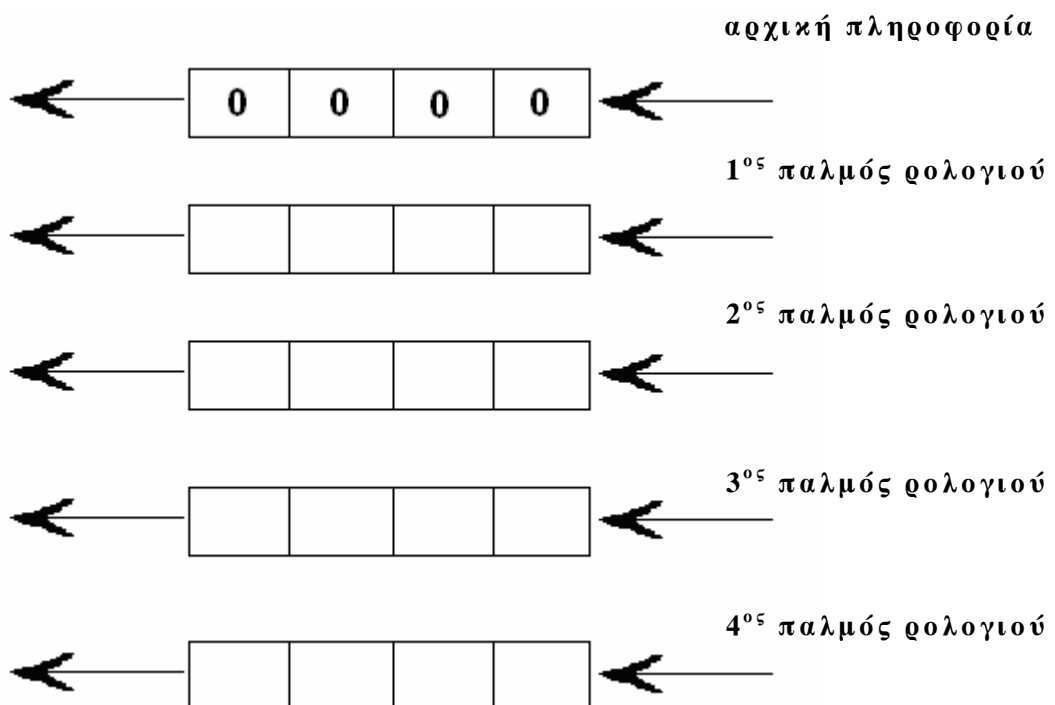 αρχική πληροφορία
0 0 0 0
1ος παλμός ρολογιού
2ος παλμός ρολογιού
3ος παλμός ρολογιού
4ος παλμός ρολογιού